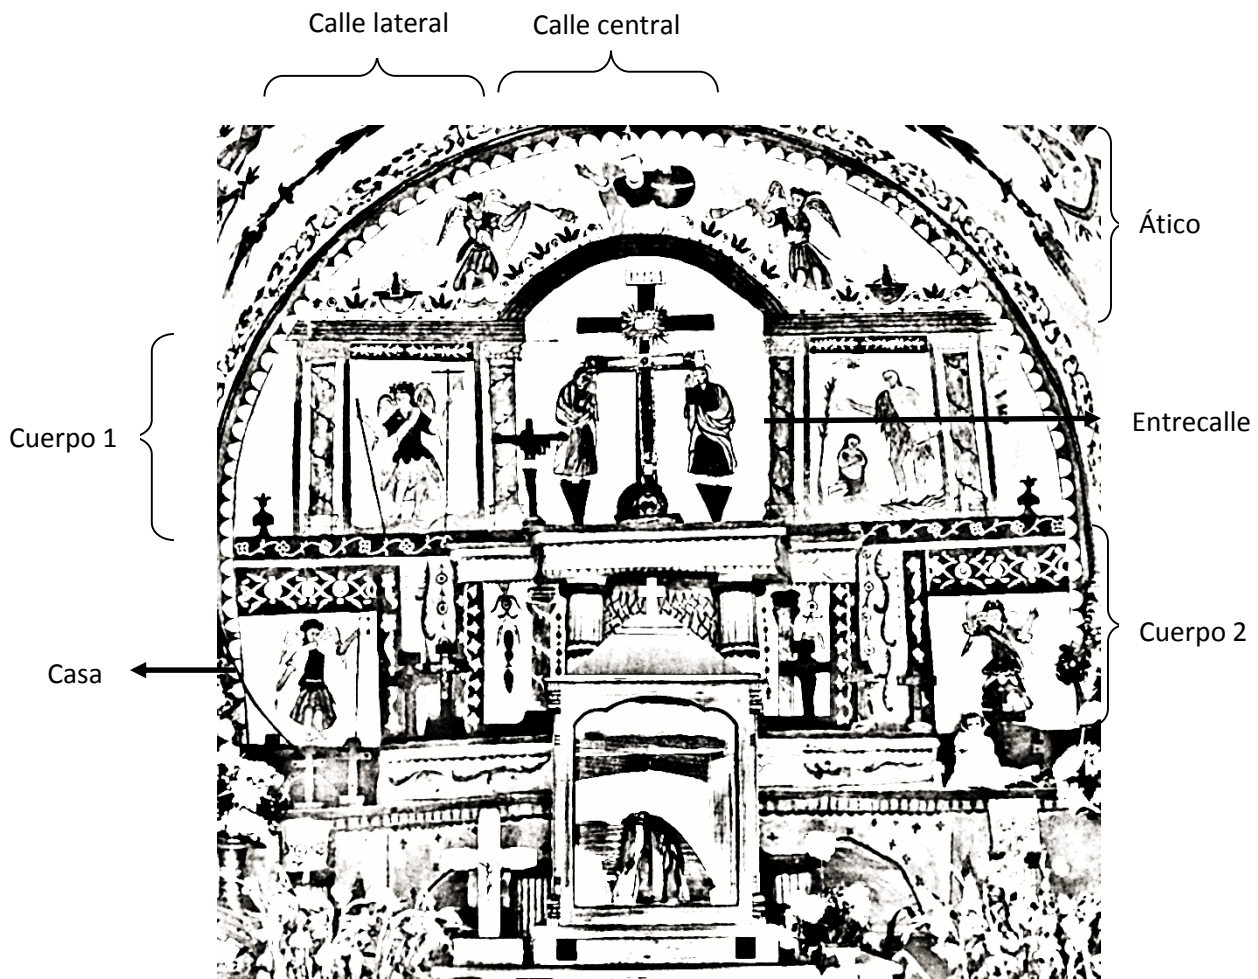 Calle lateral
Calle central
Ático
Cuerpo 1
Entrecalle
Cuerpo 2
Casa